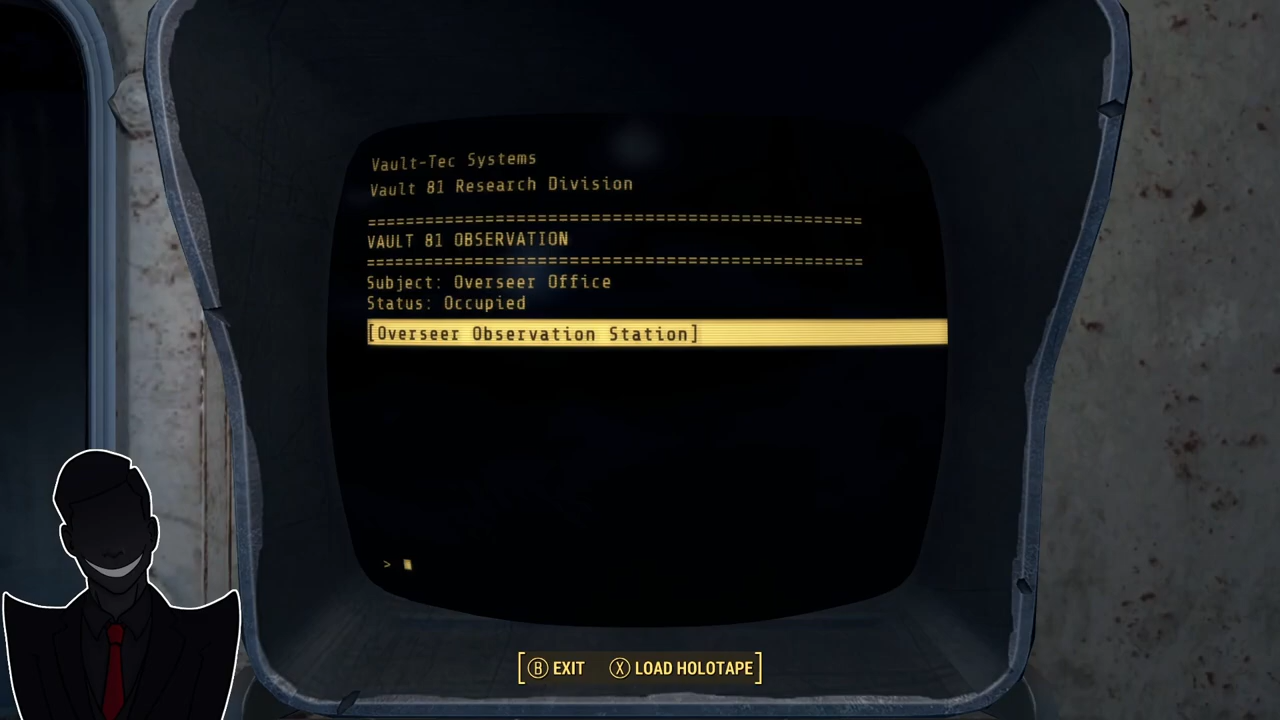 Vault-Tec Systems
Vault 81 Research Division
===================================================
VAULT 81 OBSERVATION
===================================================
Subject: Overseer Office
Status: Occupied
[Overseer Observation Station]
>
B EXIT X LOAD HOLOTAPE